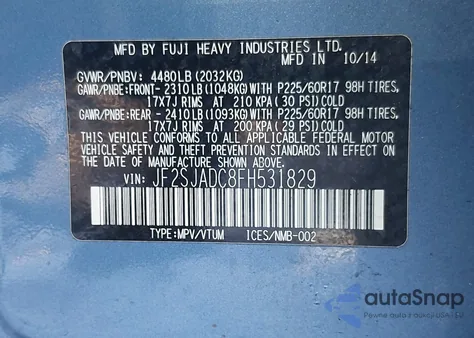 MFD BY FUJI HEAVY INDUSTRIES LTD. 10/14
GVWR/PNBV: 4480LB (2032KG)
GAWR/PNBE:FRONT- 2310LB(1048KG)WITH P225/60R17 98H TIRES,
17X7J RIMS AT 210 KPA( 30 PSI)COLD
GAWR/PNBE:REAR - 2410LB(1093KG)WITH P225/60R17 98H TIRES,
17X7J RIMS AT 200 KPA( 29 PSI)COLD
THIS VEHICLE CONFORMS TO ALL APPLICABLE FEDERAL MOTOR
VEHICLE SAFETY AND THEFT PREVENTION STANDARDS IN EFFECT
ON THE DATE OF MANUFACTURE SHOWN ABOVE.
VIN: JF2SJADC8FH531829
TYPE:MPV/VTUM ICES/NMB-002
autoSnap
Pewne auto z aukcji USA